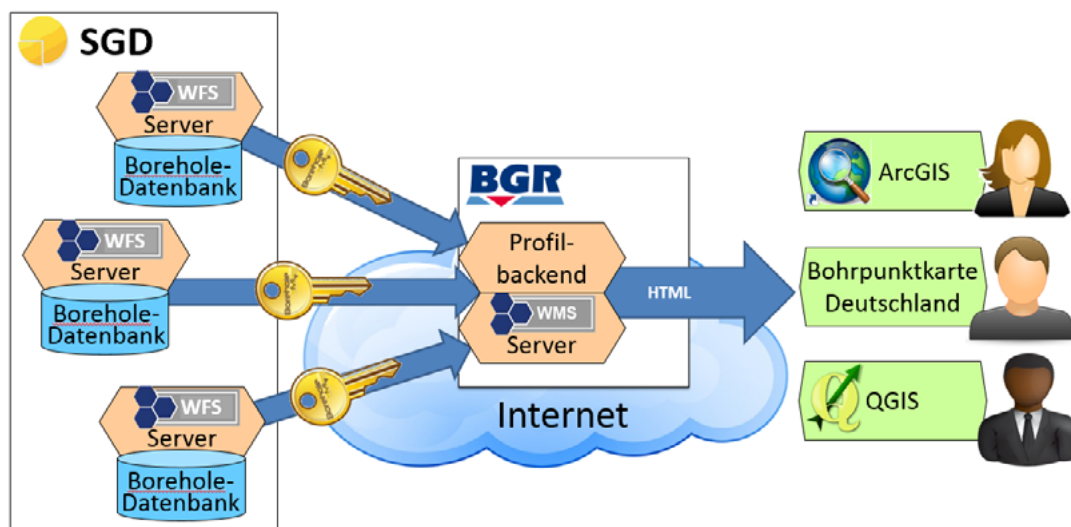 SGD
WFS
Server
Borehole-
Datenbank
WFS
Server
Borehole-
Datenbank
WFS
Server
Borehole-
Datenbank
BGR
Profil-
backend
WMS
Server
Internet
HTML
ArcGIS
Bohrpunktkarte
Deutschland
QGIS